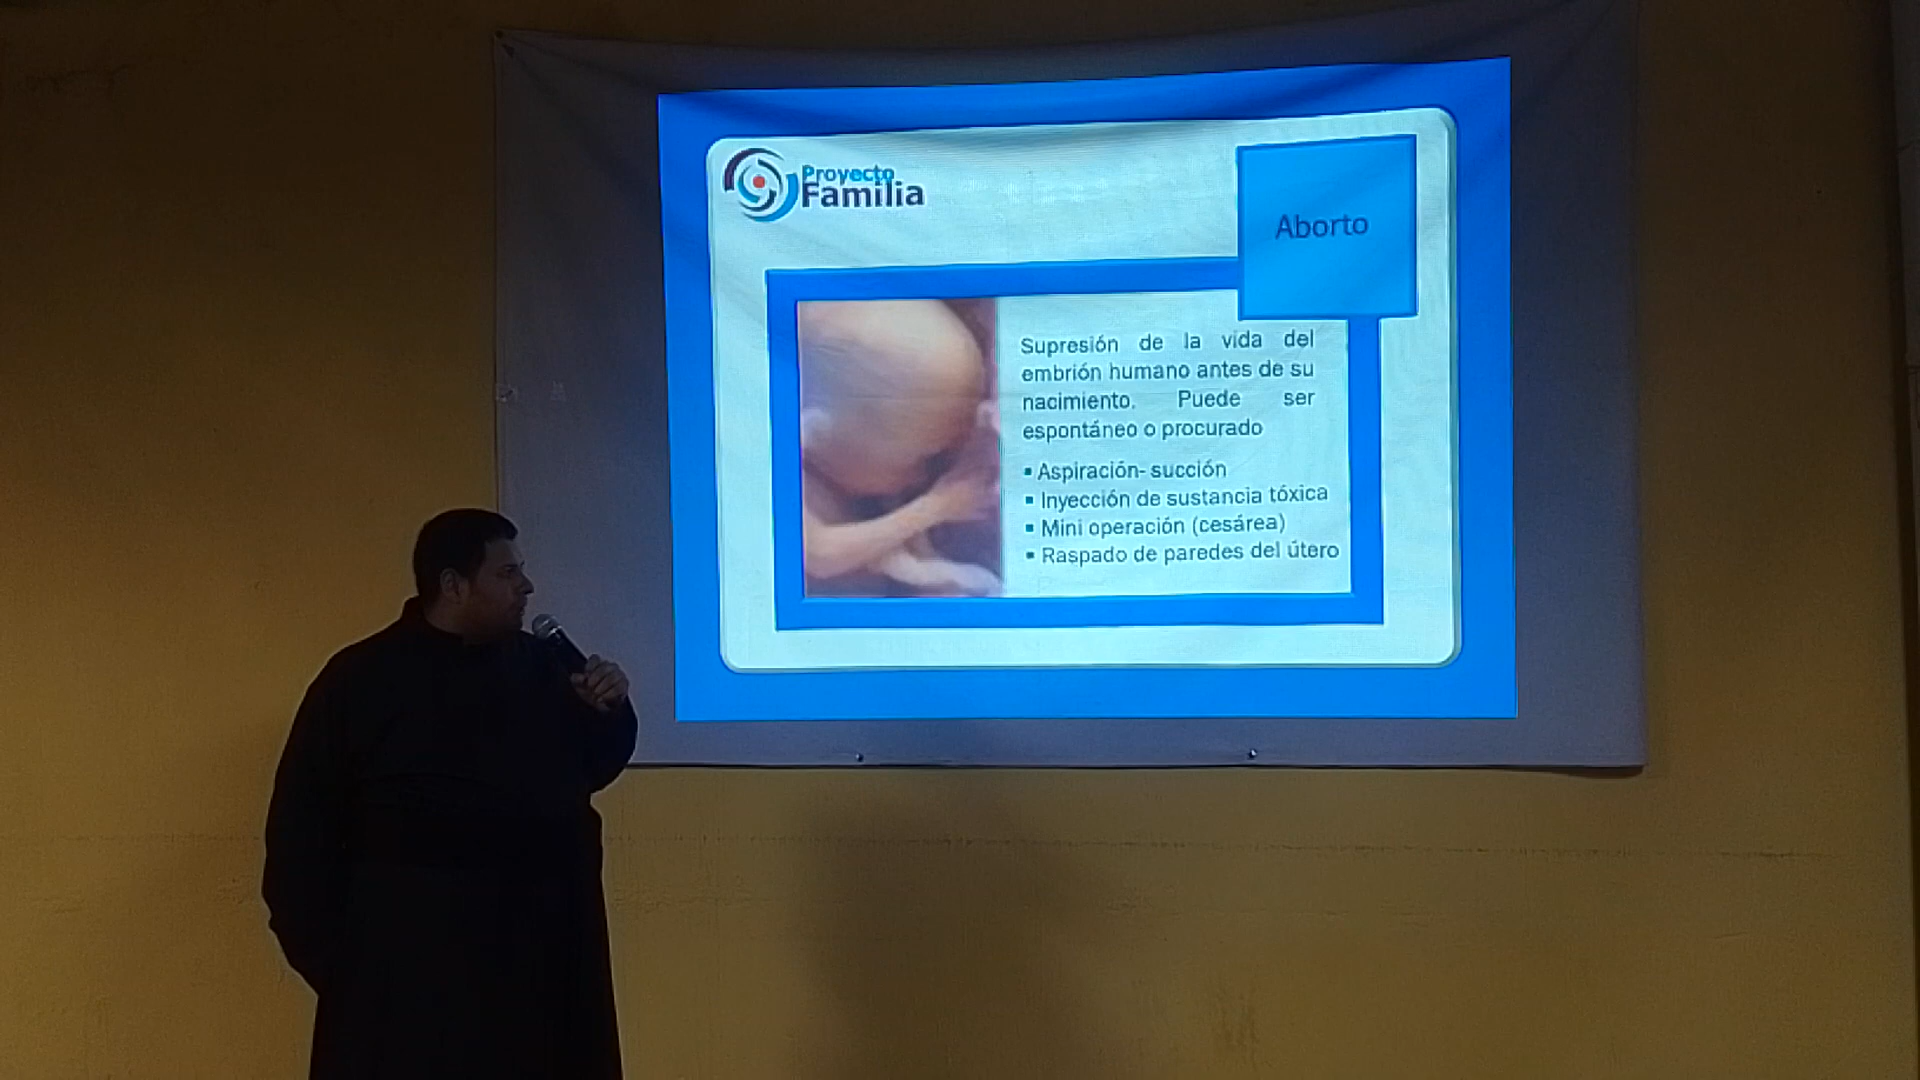 Proyecto
Familia
Aborto
Supresión de la vida del
embrión humano antes de su
nacimiento. Puede ser
espontáneo o procurado
▪ Aspiración- succión
▪ Inyección de sustancia tóxica
▪ Mini operación (cesárea)
▪ Raspado de paredes del útero